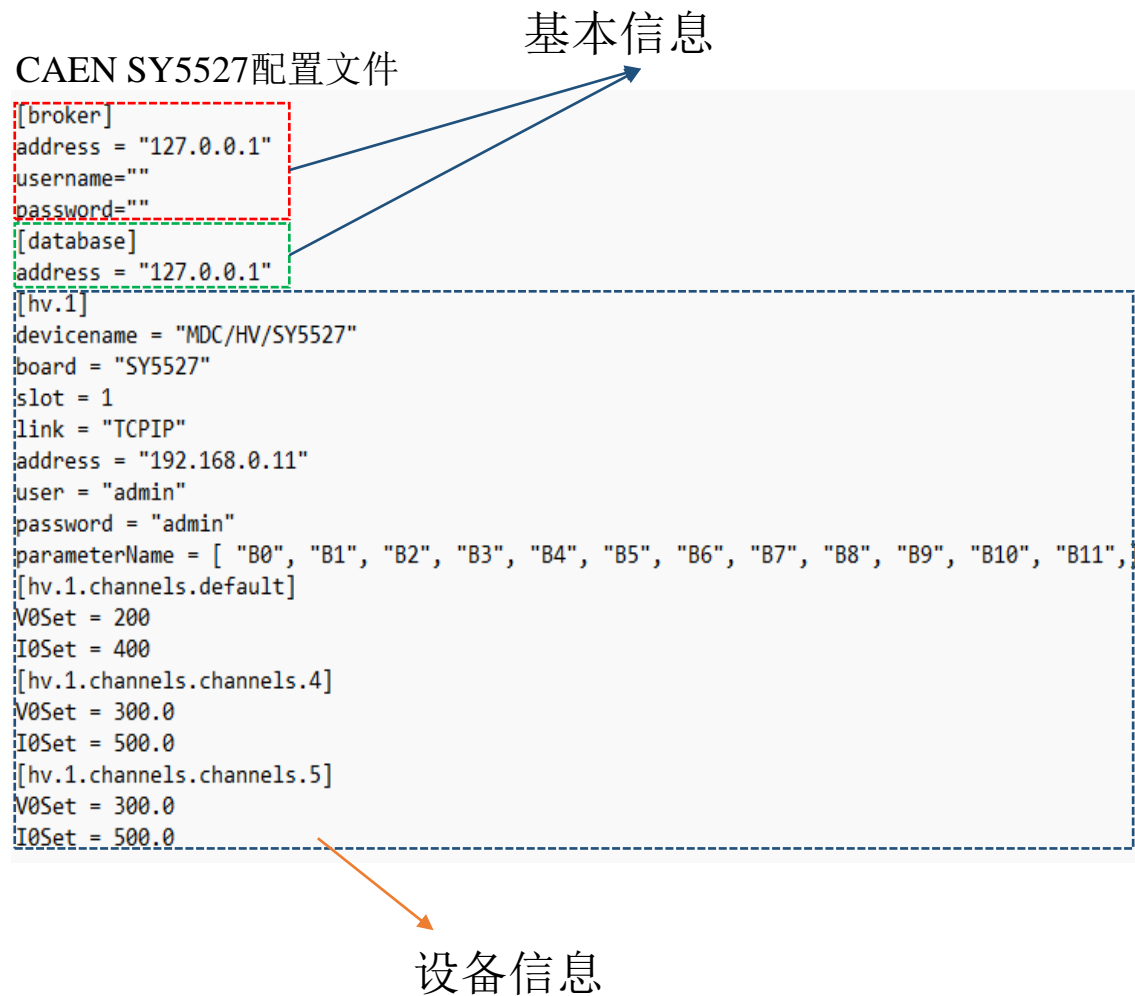 基本信息
CAEN SY5527配置文件
[broker]
address = "127.0.0.1"
username=""
password=""
[database]
address = "127.0.0.1"
[hv.1]
devicename = "MDC/HV/SY5527"
board = "SY5527"
slot = 1
link = "TCPIP"
address = "192.168.0.11"
user = "admin"
password = "admin"
parameterName = [ "B0", "B1", "B2", "B3", "B4", "B5", "B6", "B7", "B8", "B9", "B10", "B11",
[hv.1.channels.default]
V0Set = 200
I0Set = 400
[hv.1.channels.channels.4]
V0Set = 300.0
I0Set = 500.0
[hv.1.channels.channels.5]
V0Set = 300.0
I0Set = 500.0
设备信息